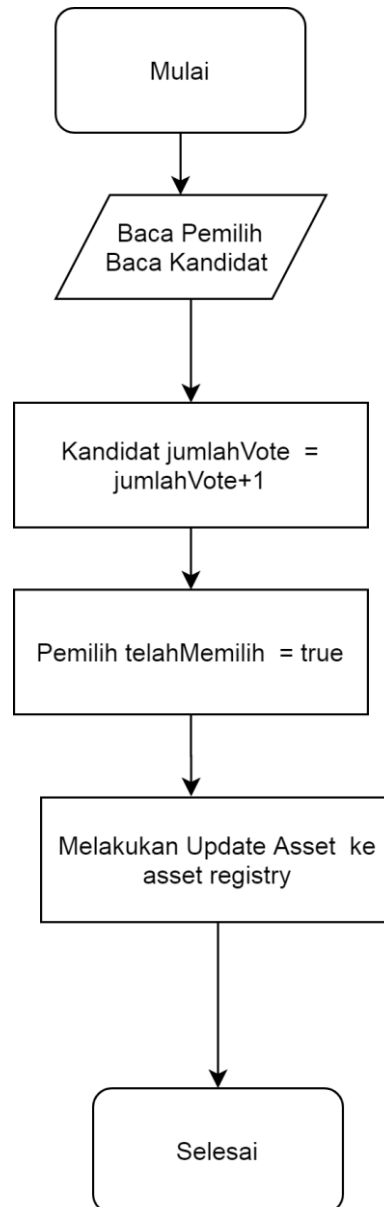 Mulai
Baca Pemilih
Baca Kandidat
Kandidat jumlahVote  =
jumlahVote+1
Pemilih telahMemilih  = true
Melakukan Update Asset  ke
asset registry
Selesai